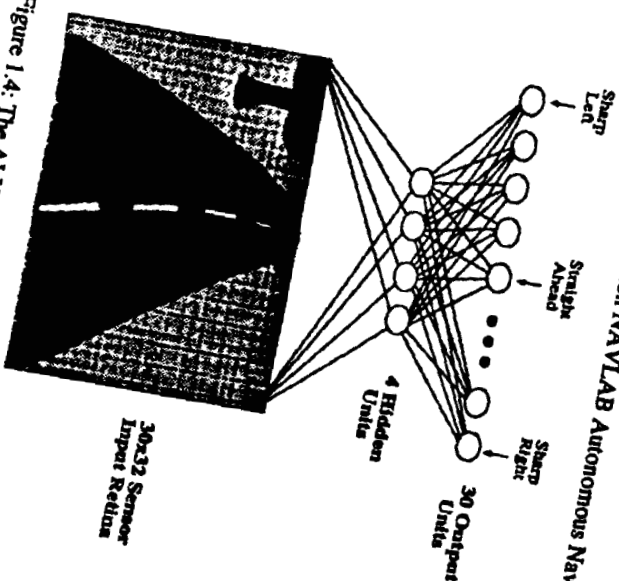 NAVLAB Autonomous Nav
Sharp
Left
Straight
Ahead
Sharp
Right
30 Output
Units
4 Hidden
Units
30x32 Sensor
Input Retina
Figure 1.4: The